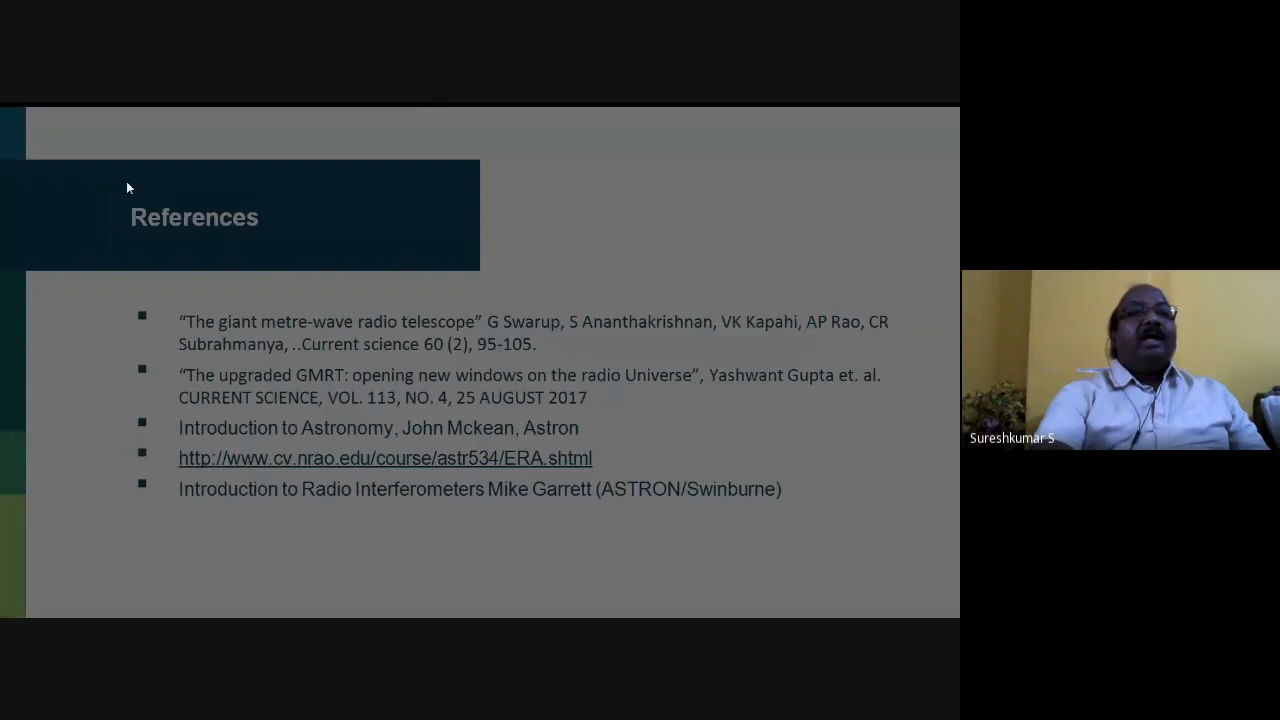 References
“The giant metre-wave radio telescope” G Swarup, S Ananthakrishnan, VK Kapahi, AP Rao, CR
Subrahmanya, ..Current science 60 (2), 95-105.
“The upgraded GMRT: opening new windows on the radio Universe”, Yashwant Gupta et. al.
CURRENT SCIENCE, VOL. 113, NO. 4, 25 AUGUST 2017
Introduction to Astronomy, John Mckean, Astron
http://www.cv.nrao.edu/course/astr534/ERA.shtml
Introduction to Radio Interferometers Mike Garrett (ASTRON/Swinburne)
Sureshkumar S